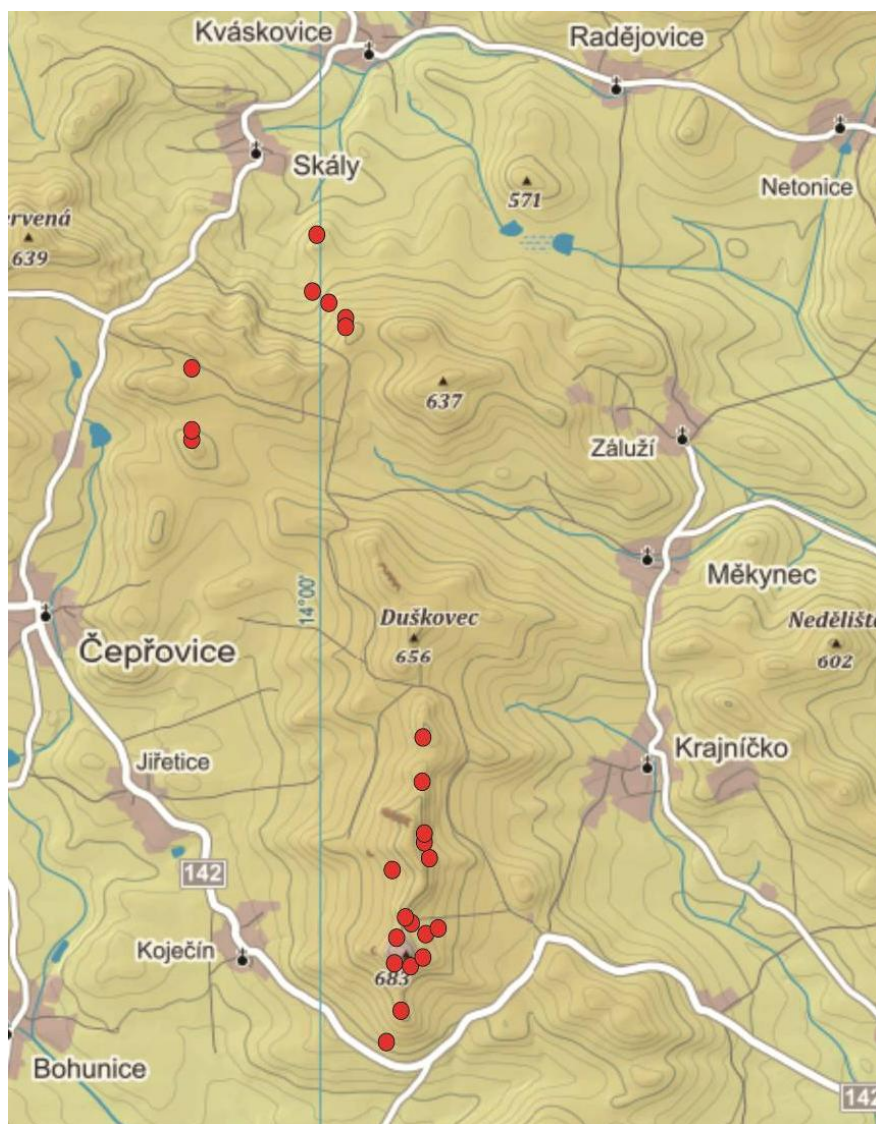 Kváskovice
Radějovice
Skály
571
Netonice
ervená
639
637
Záluží
Měkynec
14°00'
Duškovec
656
Neděliště
602
Čepřovice
Krajníčko
Jiřetice
142
Koječín
683
Bohunice
142